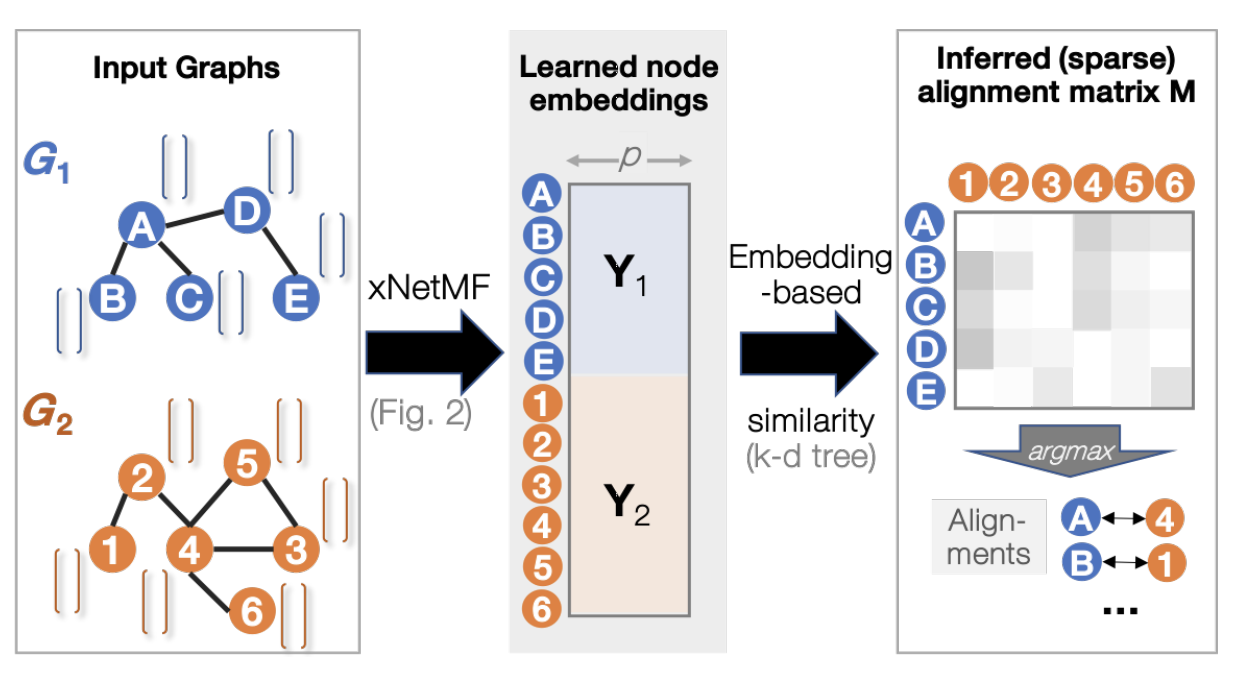 Input Graphs
G1
A
D
B
C
E
G2
2
5
1
4
3
6
xNetMF
(Fig. 2)
Learned node
embeddings
p
A
B
C
D
E
1
2
3
4
5
6
Y1
Y2
Embedding
-based
similarity
(k-d tree)
Inferred (sparse)
alignment matrix M
1 2 3 4 5 6
A
B
C
D
E
argmax
Align-
ments
A 4
B 1
...